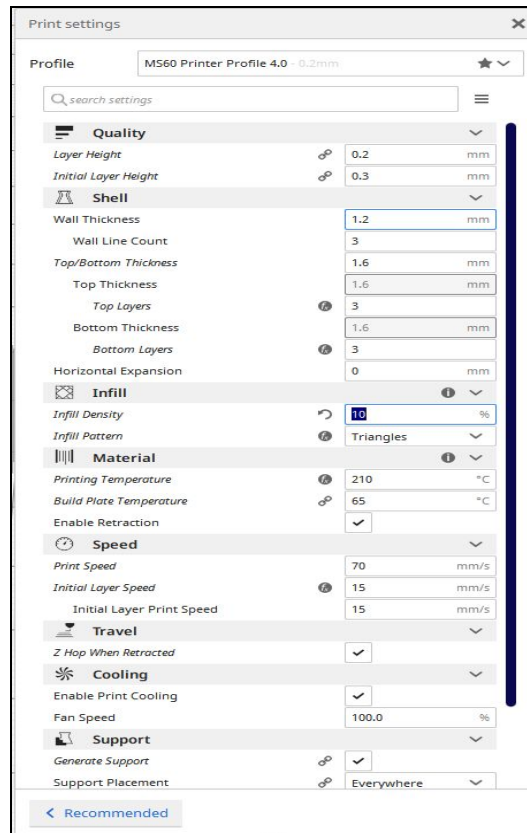 Print settings
Profile MS60 Printer Profile 4.0 - 0.2mm
search settings
Quality
Layer Height 0.2 mm
Initial Layer Height 0.3 mm
Shell
Wall Thickness 1.2 mm
Wall Line Count 3
Top/Bottom Thickness 1.6 mm
Top Thickness 1.6 mm
Top Layers 3
Bottom Thickness 1.6 mm
Bottom Layers 3
Horizontal Expansion 0 mm
Infill
Infill Density 10 %
Infill Pattern Triangles
Material
Printing Temperature 210 °C
Build Plate Temperature 65 °C
Enable Retraction
Speed
Print Speed 70 mm/s
Initial Layer Speed 15 mm/s
Initial Layer Print Speed 15 mm/s
Travel
Z Hop When Retracted
Cooling
Enable Print Cooling
Fan Speed 100.0 %
Support
Generate Support
Support Placement Everywhere
Recommended